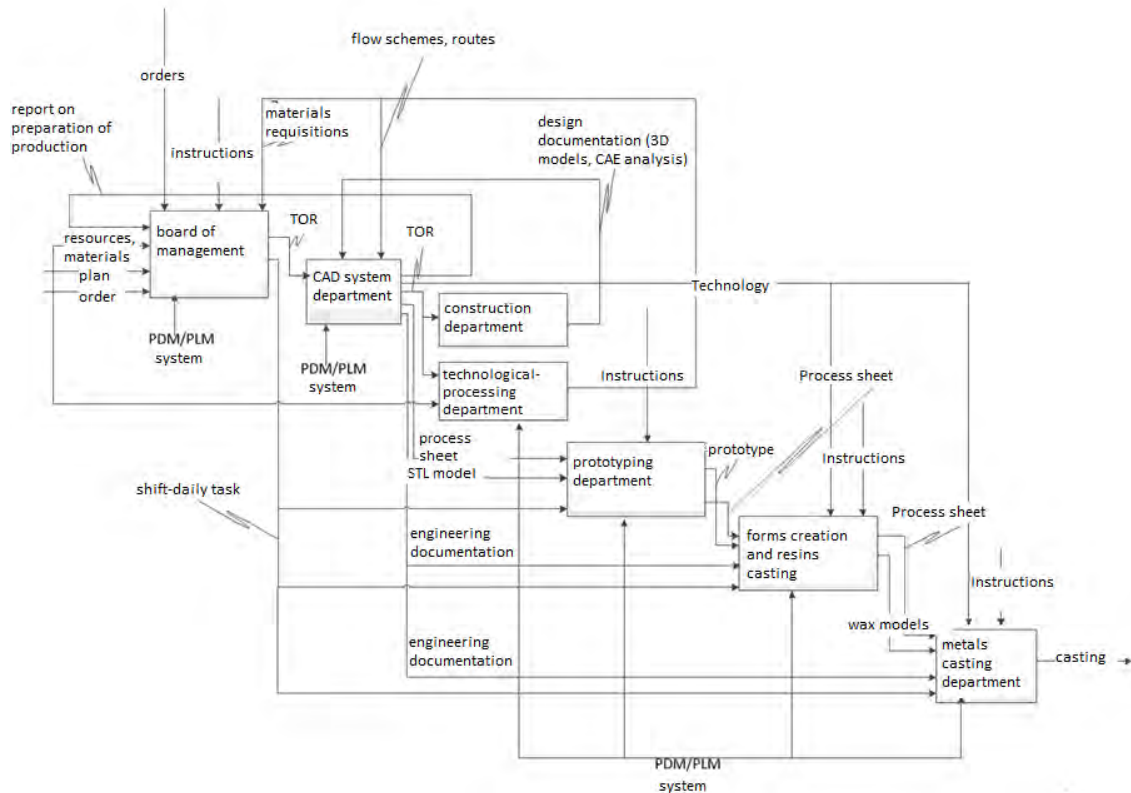 flow schemes, routes
orders
report on
preparation of
production
materials
requisitions
instructions
design
documentation (3D
models, CAE analysis)
TOR
TOR
board of
management
resources,
materials
plan
order
CAD system
department
Technology
construction
department
PDM/PLM
system
PDM/PLM
system
technological-
processing
department
Instructions
Process sheet
process
sheet
STL model
prototype
prototyping
department
Instructions
shift-daily task
Process sheet
engineering
documentation
forms creation
and resins
casting
Instructions
wax models
engineering
documentation
metals
casting
department
casting
PDM/PLM
system